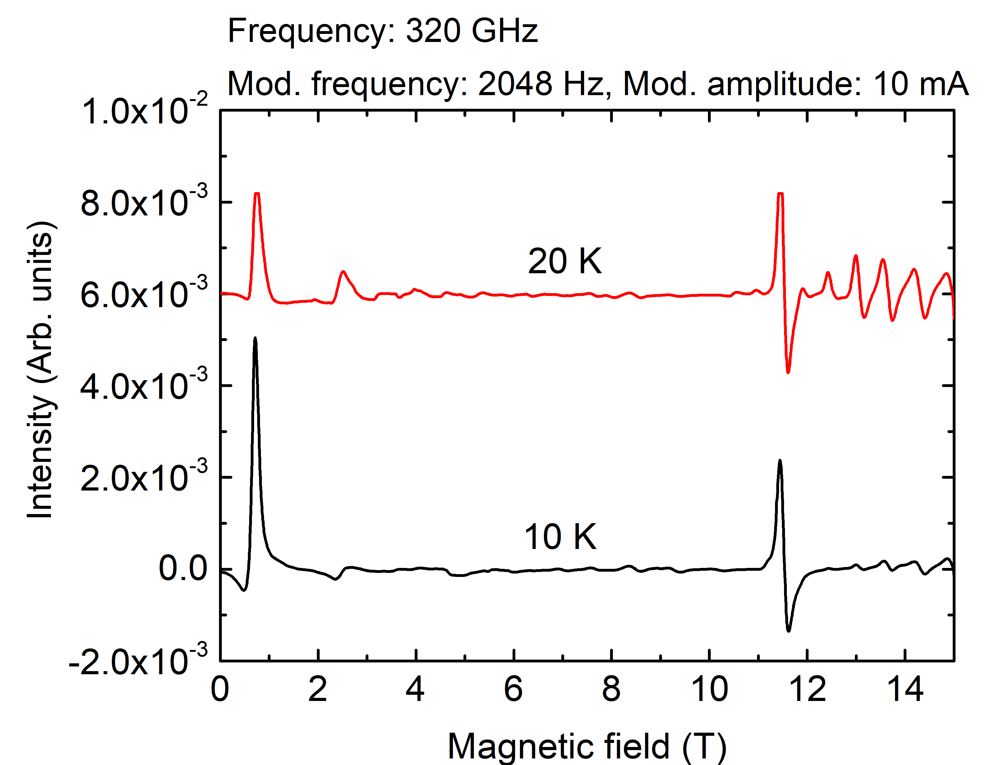 Frequency: 320 GHz
Mod. frequency: 2048 Hz, Mod. amplitude: 10 mA
1.0x10⁻²
8.0x10⁻³
6.0x10⁻³
4.0x10⁻³
2.0x10⁻³
0.0
-2.0x10⁻³
Intensity (Arb. units)
20 K
10 K
0 2 4 6 8 10 12 14
Magnetic field (T)